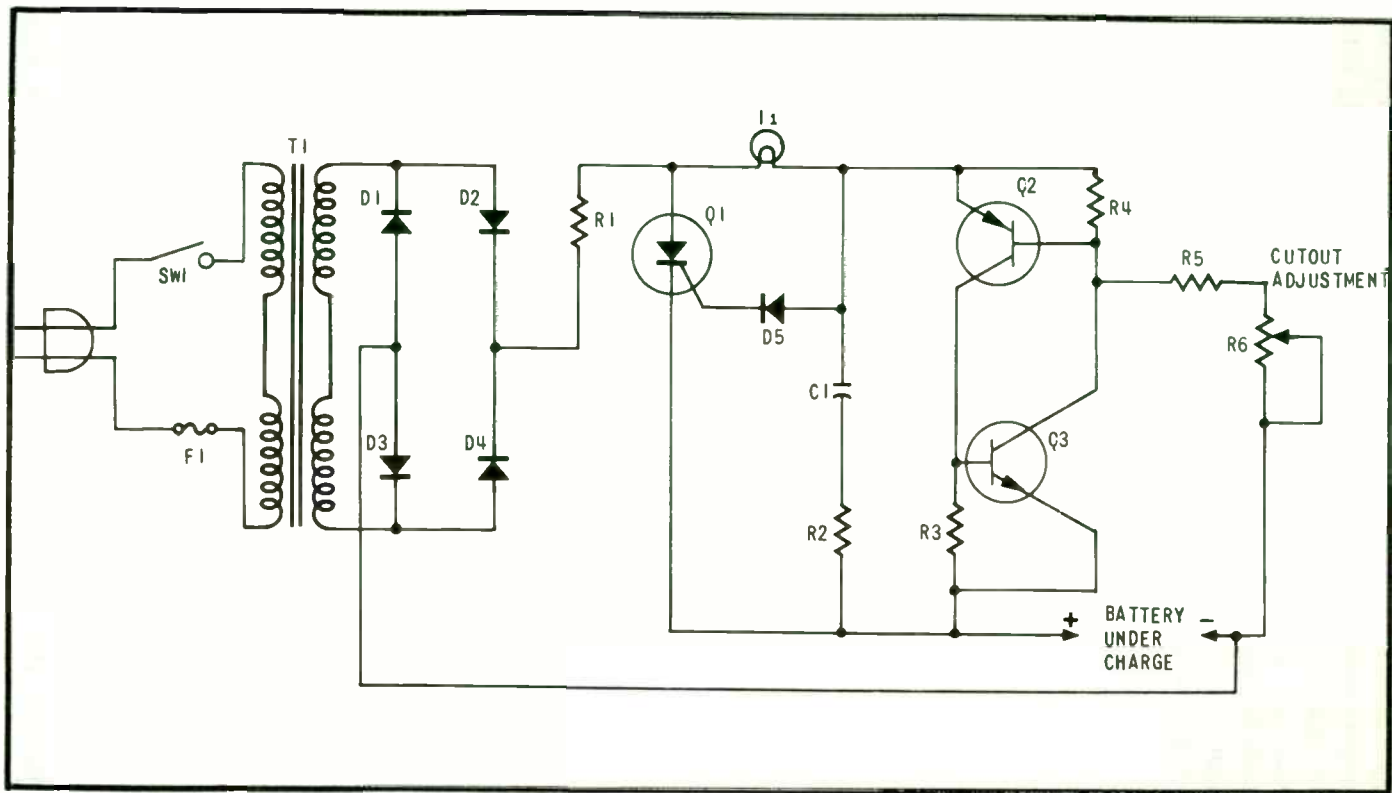 I1
T1
Q2
D1
D2
R1
Q1
R4
R5
CUTOUT
ADJUSTMENT
SW1
D5
R6
C1
F1
D3
D4
Q3
R2
R3
+
BATTERY
UNDER
CHARGE
-